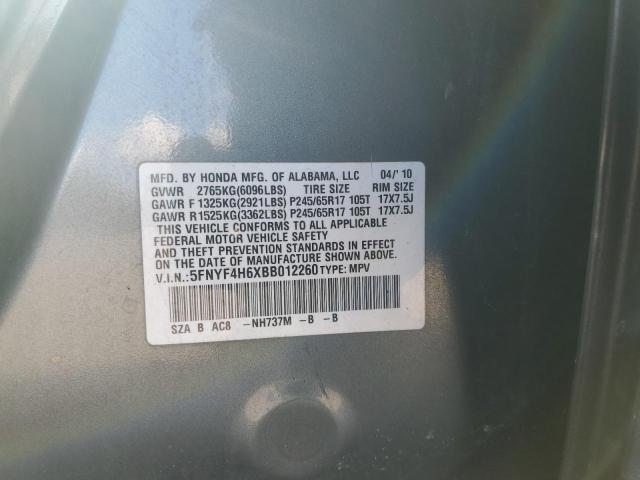 MFD. BY HONDA MFG. OF ALABAMA, LLC 04/'10
GVWR 2765KG(6096LBS) TIRE SIZE RIM SIZE
GAWR F 1325KG(2921LBS) P245/65R17 105T 17X7.5J
GAWR R1525KG(3362LBS) P245/65R17 105T 17X7.5J
THIS VEHICLE CONFORMS TO ALL APPLICABLE
FEDERAL MOTOR VEHICLE SAFETY
AND THEFT PREVENTION STANDARDS IN EFFECT
ON THE DATE OF MANUFACTURE SHOWN ABOVE.
V.I.N.:5FNYF4H6XBB012260 TYPE: MPV
SZA B AC8 -NH737M -B -B